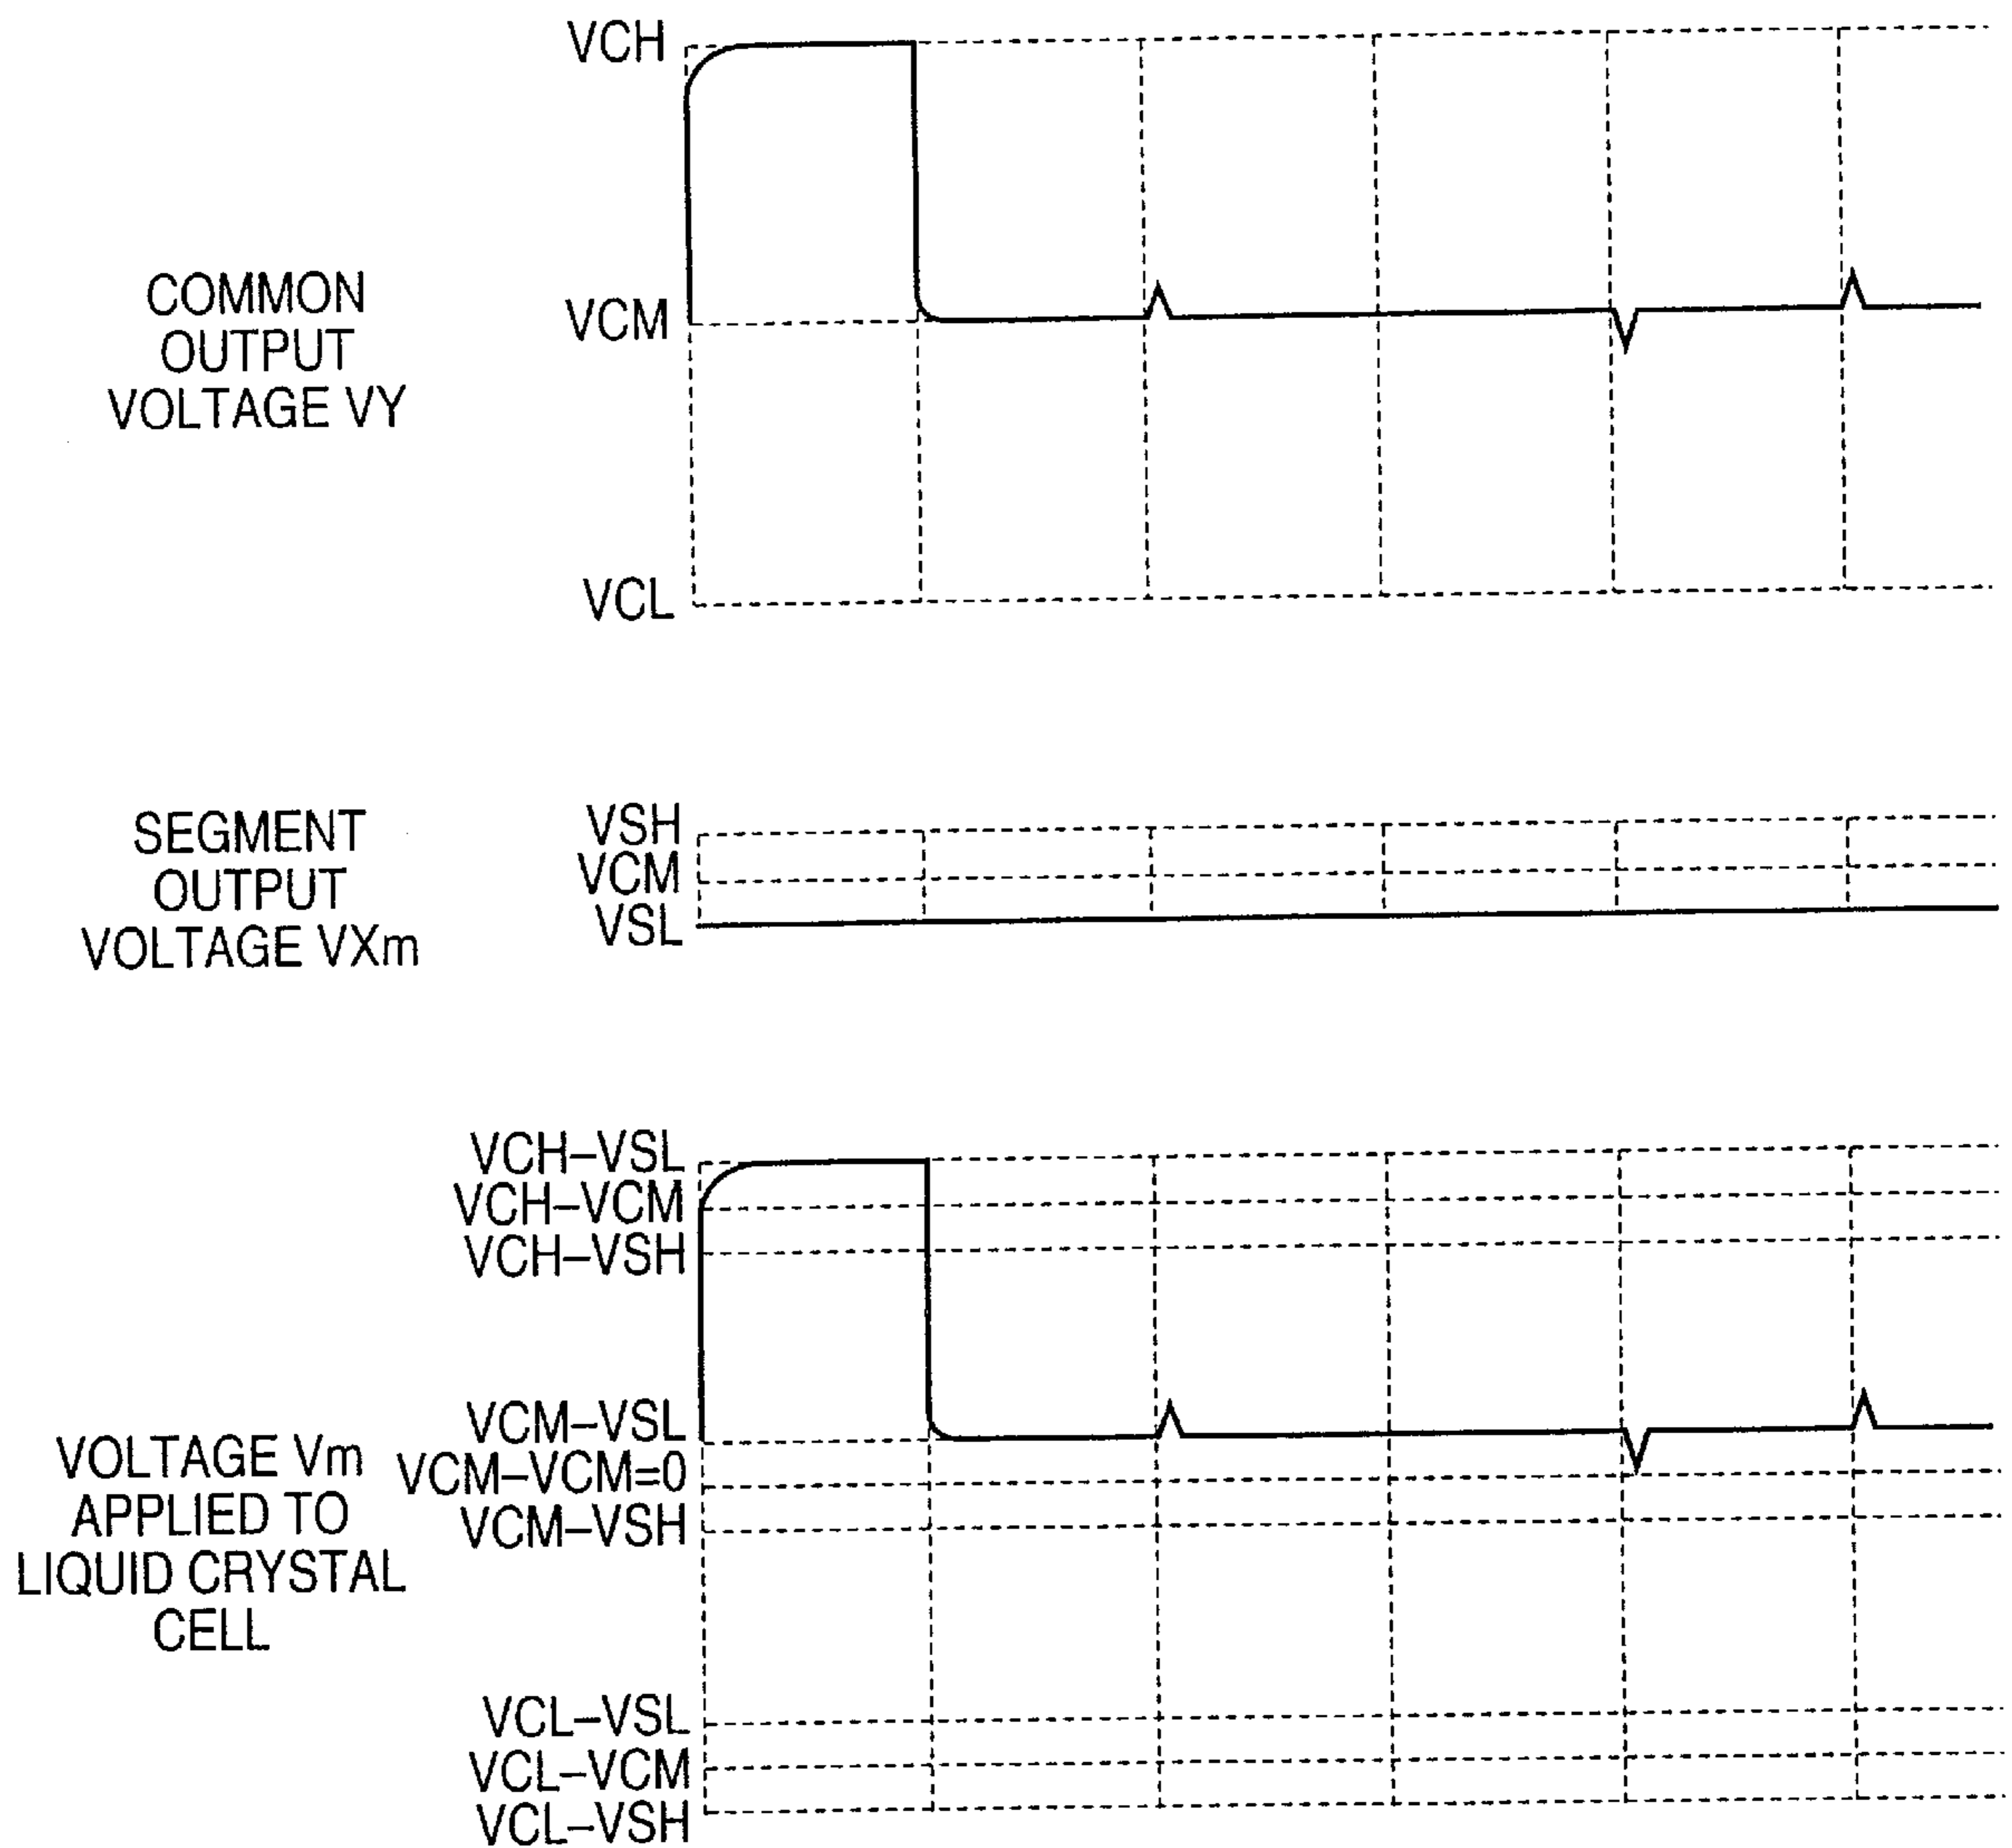 VCH
COMMON
OUTPUT
VOLTAGE VY
VCM
VCL
SEGMENT
OUTPUT
VOLTAGE VXm
VSH
VCM
VSL
VCH–VSL
VCH–VCM
VCH–VSH
VOLTAGE Vm
APPLIED TO
LIQUID CRYSTAL
CELL
VCM–VSL
VCM–VCM=0
VCM–VSH
VCL–VSL
VCL–VCM
VCL–VSH